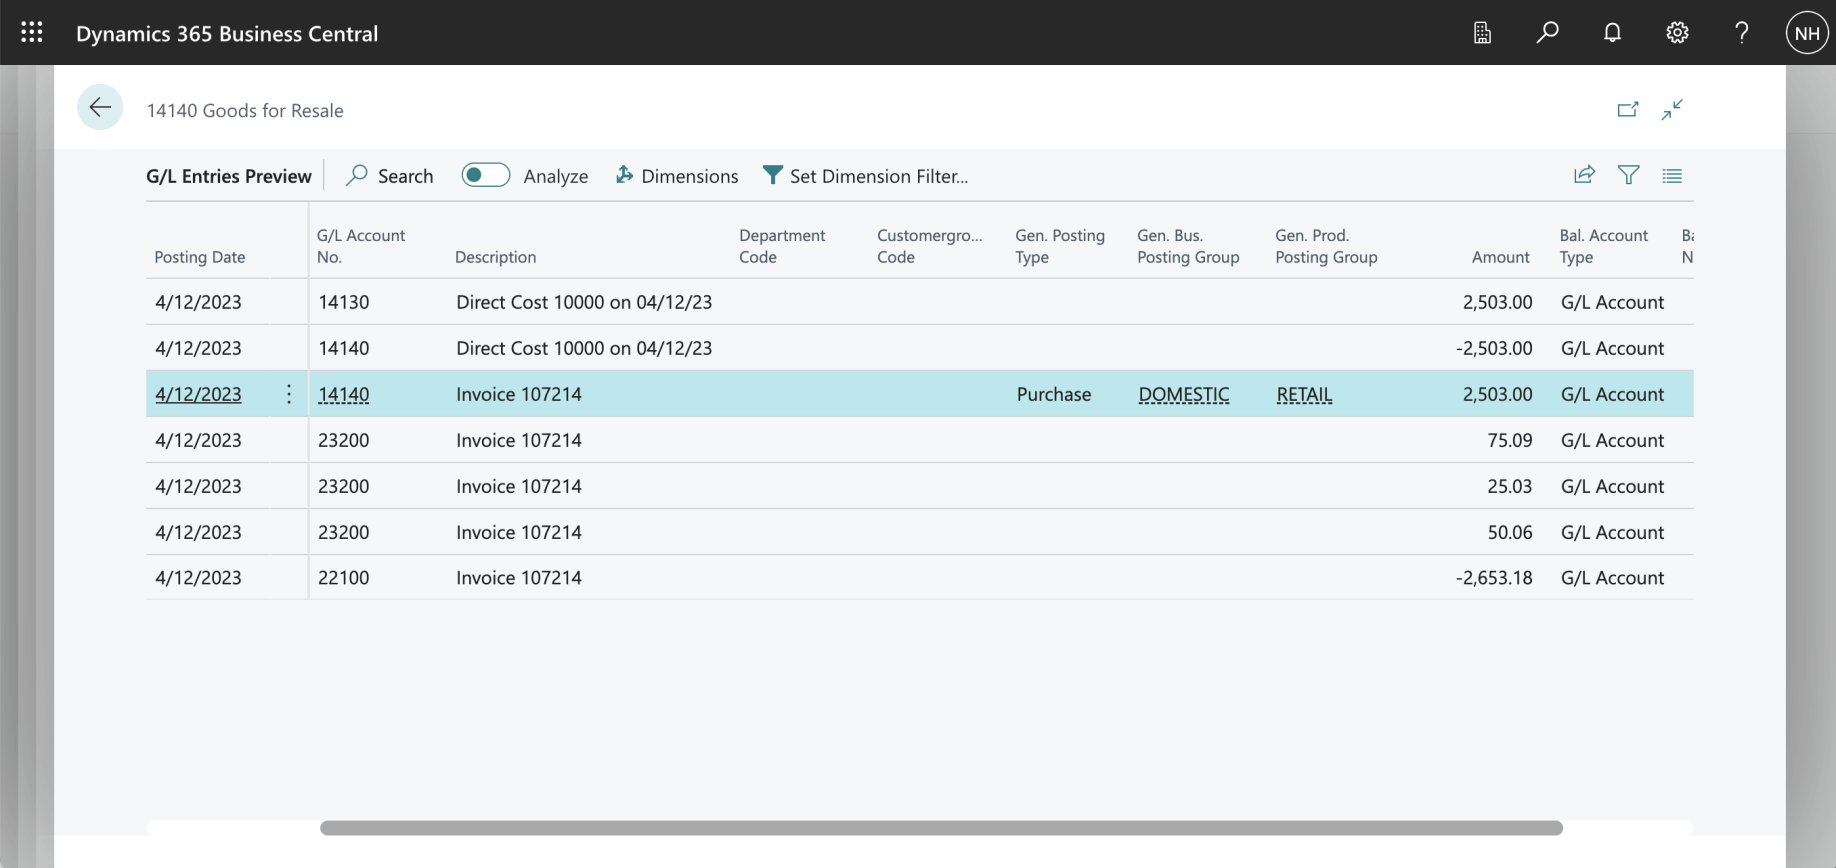 Dynamics 365 Business Central
NH
14140 Goods for Resale
G/L Entries Preview Search Analyze Dimensions Set Dimension Filter...
Posting Date G/L Account No. Description Department Code Customergro... Code Gen. Posting Type Gen. Bus. Posting Group Gen. Prod. Posting Group Amount Bal. Account Type
4/12/2023 14130 Direct Cost 10000 on 04/12/23 2,503.00 G/L Account
4/12/2023 14140 Direct Cost 10000 on 04/12/23 -2,503.00 G/L Account
4/12/2023 14140 Invoice 107214 Purchase DOMESTIC RETAIL 2,503.00 G/L Account
4/12/2023 23200 Invoice 107214 75.09 G/L Account
4/12/2023 23200 Invoice 107214 25.03 G/L Account
4/12/2023 23200 Invoice 107214 50.06 G/L Account
4/12/2023 22100 Invoice 107214 -2,653.18 G/L Account